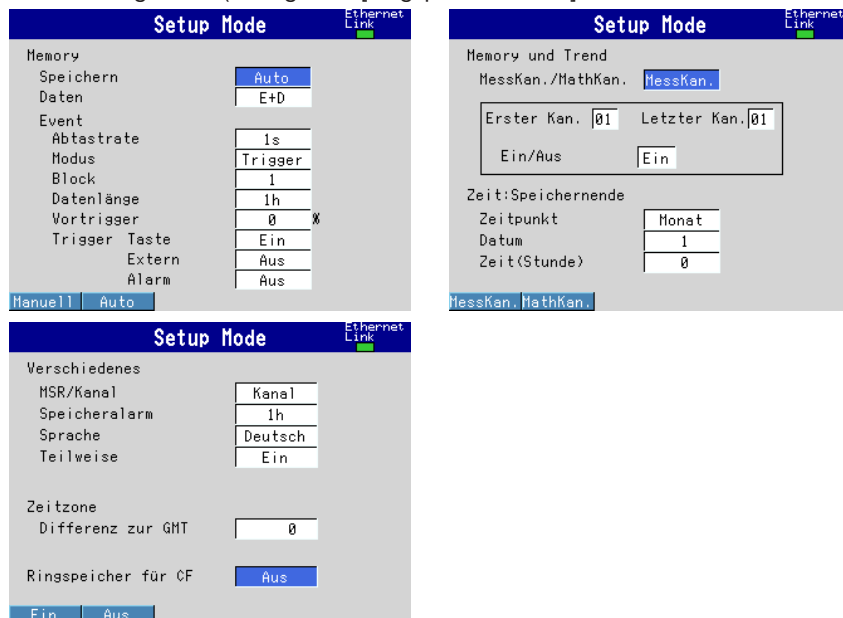 Setup Mode
Ethernet
Link
Memory
Speichern Auto
Daten E+D
Event
Abtastrate 1s
Modus Trigger
Block 1
Datenlänge 1h
Vortrigger 0 %
Trigger Taste Ein
Extern Aus
Alarm Aus
Manuell Auto
Setup Mode
Ethernet
Link
Memory und Trend
MessKan./MathKan. MessKan.
Erster Kan. 01 Letzter Kan. 01
Ein/Aus Ein
Zeit:Speichernende
Zeitpunkt Monat
Datum 1
Zeit(Stunde) 0
MessKan. MathKan.
Setup Mode
Ethernet
Link
Verschiedenes
MSR/Kanal Kanal
Speicheralarm 1h
Sprache Deutsch
Teilweise Ein
Zeitzone
Differenz zur GMT 0
Ringspeicher für CF Aus
Ein Aus